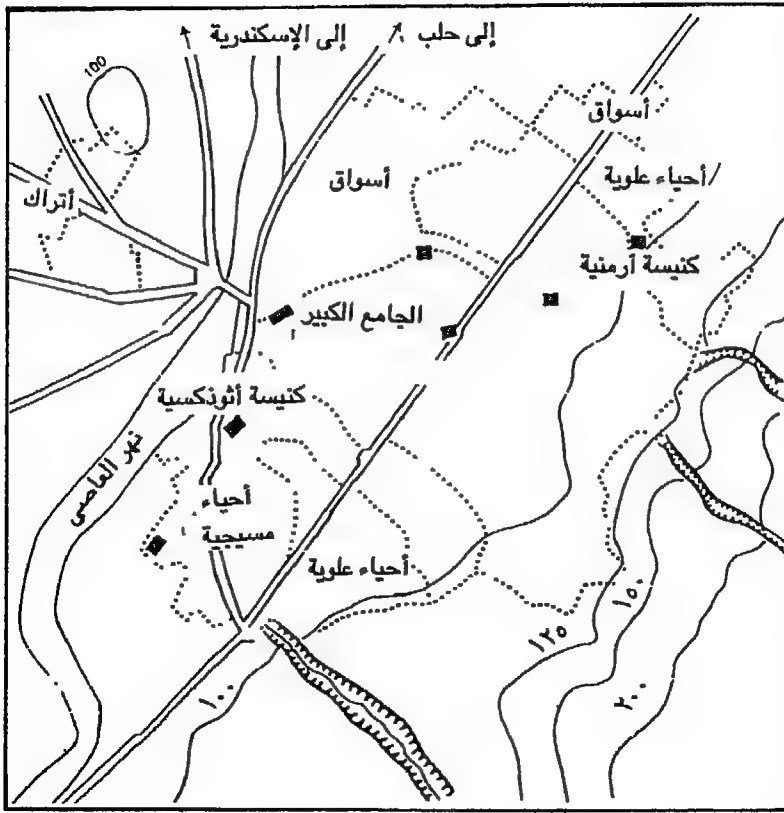 إلى حلب
إلى الإسكندرية
100
أسواق
أسواق
أحياء علوية
أتراك
كنيسة أرمنية
الجامع الكبير
كنيسة أثوذكسية
نهر العاصي
أحياء
مسيجية
أحياء علوية
١٠٠
١٢٥
١٥٠
٢٠٠